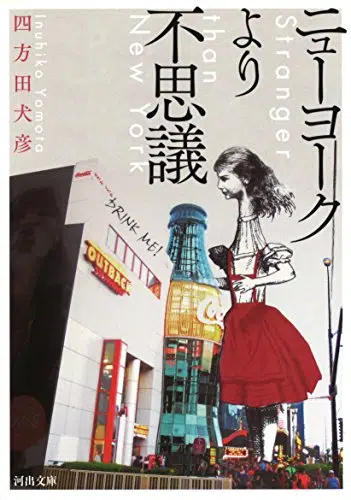 ニューヨーク
より
不思議
Stranger
than
New York
四方田犬彦
Inuhiko Yomota
DRINK ME!
OUTBACK
河出文庫